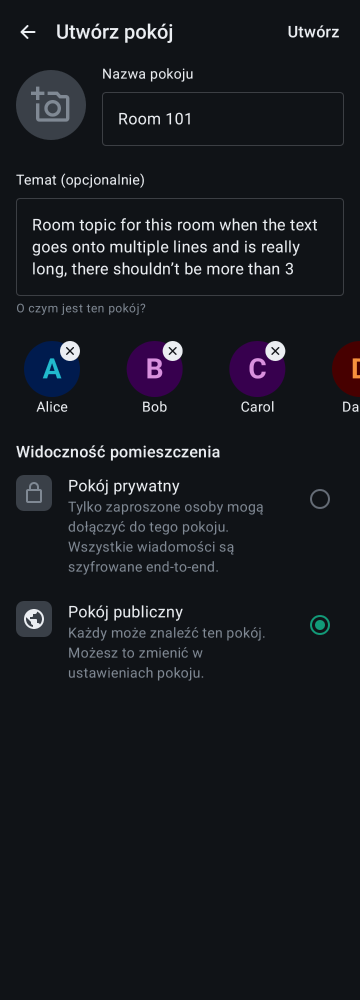 Utwórz pokój
Utwórz
Nazwa pokoju
Room 101
Temat (opcjonalnie)
Room topic for this room when the text
goes onto multiple lines and is really
long, there shouldn’t be more than 3
O czym jest ten pokój?
A
B
C
D
Alice
Bob
Carol
Da
Widoczność pomieszczenia
Pokój prywatny
Tylko zaproszone osoby mogą
dołączyć do tego pokoju.
Wszystkie wiadomości są
szyfrowane end-to-end.
Pokój publiczny
Każdy może znaleźć ten pokój.
Możesz to zmienić w
ustawieniach pokoju.